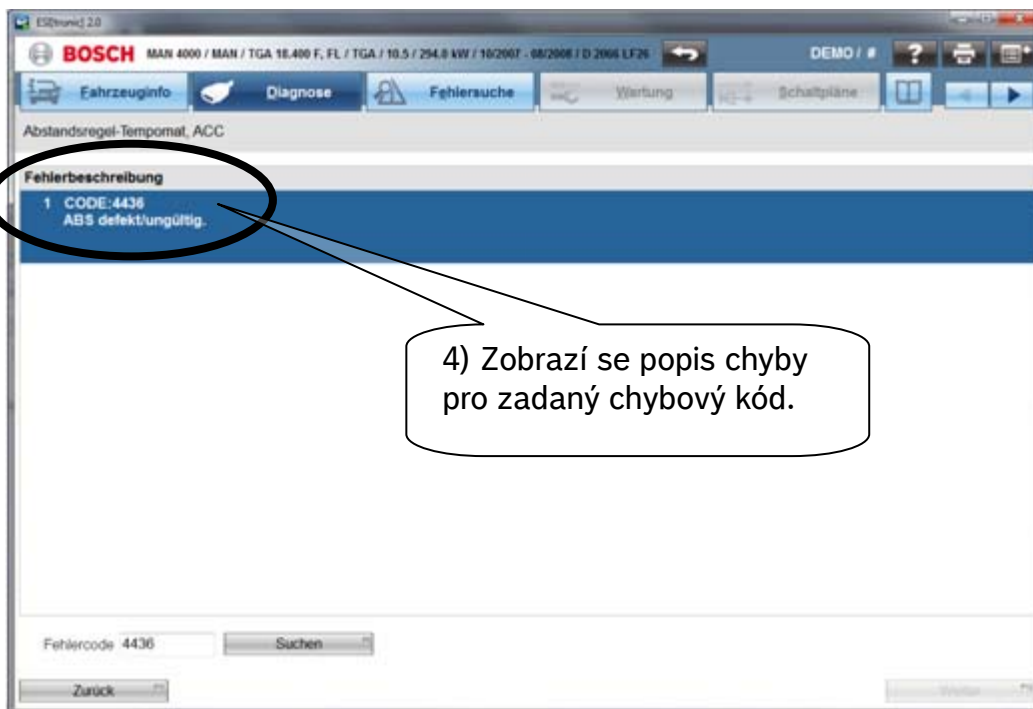 ESI[tronic] 2.0
BOSCH MAN 4000 / MAN / TGA 18.400 F, FL / TGA / 10.5 / 294.0 kW / 10/2007 - 08/2008 / D 2066 LF26 DEMO / # ?
Fahrzeuginfo Diagnose Fehlersuche Wartung Schaltpläne
Abstandsregel-Tempomat, ACC
Fehlerbeschreibung
1 CODE:4436
ABS defekt/ungültig.
4) Zobrazí se popis chyby
pro zadaný chybový kód.
Fehlercode 4436 Suchen
Zurück Weiter